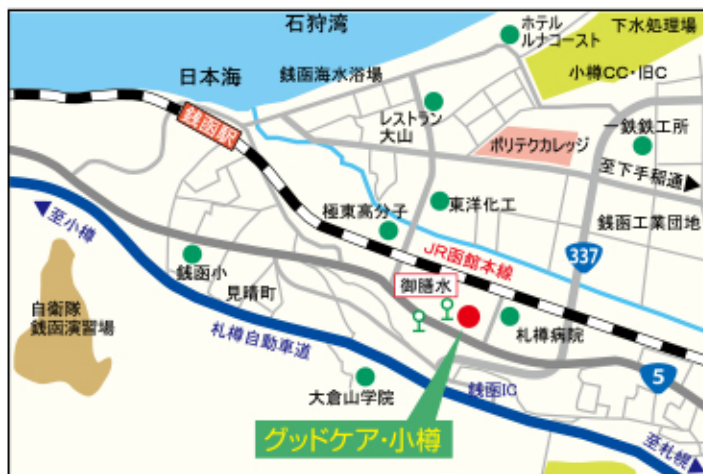 石狩湾
ホテル
ルナコースト
下水処理場
日本海
銭函海水浴場
小樽CC・旧C
銭函駅
レストラン
大山
ポリテクカレッジ
一鉄鉄工所
至下手稲通
至小樽
極東高分子
東洋化工
銭函工業団地
JR函館本線
337
銭函小
見晴町
御膳水
自衛隊
銭函演習場
札樽自動車道
札樽病院
5
大倉山学院
銭函IC
グッドケア・小樽
至札幌